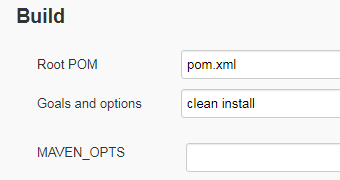 Build
Root POM pom.xml
Goals and options clean install
MAVEN_OPTS